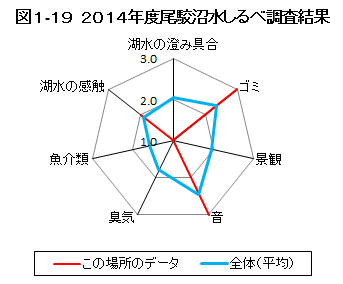 図1-19 2014年度尾駮沼水しるべ調査結果
湖水の澄み具合
3.0
湖水の感触
2.0
ゴミ
1.0
魚介類
景観
臭気
音
この場所のデータ
全体(平均)